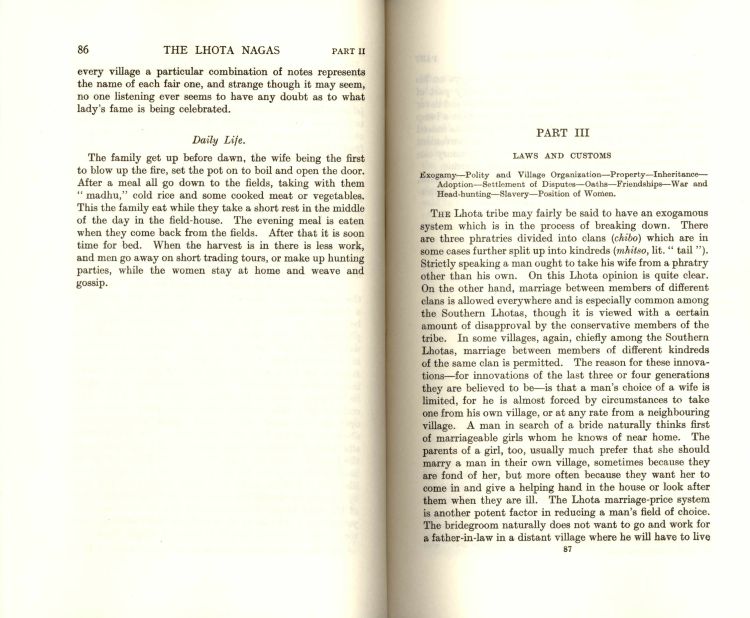 86 THE LHOTA NAGAS PART II
every village a particular combination of notes represents
the name of each fair one, and strange though it may seem,
no one listening ever seems to have any doubt as to what
lady's fame is being celebrated.
Daily Life.
The family get up before dawn, the wife being the first
to blow up the fire, set the pot on to boil and open the door.
After a meal all go down to the fields, taking with them
" madhu," cold rice and some cooked meat or vegetables.
This the family eat while they take a short rest in the middle
of the day in the field-house. The evening meal is eaten
when they come back from the fields. After that it is soon
time for bed. When the harvest is in there is less work,
and men go away on short trading tours, or make up hunting
parties, while the women stay at home and weave and
gossip.
PART III
LAWS AND CUSTOMS
Exogamy—Polity and Village Organization—Property—Inheritance—
Adoption—Settlement of Disputes—Oaths—Friendships—War and
Head-hunting—Slavery—Position of Women.
THE Lhota tribe may fairly be said to have an exogamous
system which is in the process of breaking down. There
are three phratries divided into clans (chibo) which are in
some cases further split up into kindreds (mhitso, lit. " tail ").
Strictly speaking a man ought to take his wife from a phratry
other than his own. On this Lhota opinion is quite clear.
On the other hand, marriage between members of different
clans is allowed everywhere and is especially common among
the Southern Lhotas, though it is viewed with a certain
amount of disapproval by the conservative members of the
tribe. In some villages, again, chiefly among the Southern
Lhotas, marriage between members of different kindreds
of the same clan is permitted. The reason for these innova-
tions—for innovations of the last three or four generations
they are believed to be—is that a man's choice of a wife is
limited, for he is almost forced by circumstances to take
one from his own village, or at any rate from a neighbouring
village. A man in search of a bride naturally thinks first
of marriageable girls whom he knows of near home. The
parents of a girl, too, usually much prefer that she should
marry a man in their own village, sometimes because they
are fond of her, but more often because they want her to
come in and give a helping hand in the house or look after
them when they are ill. The Lhota marriage-price system
is another potent factor in reducing a man's field of choice.
The bridegroom naturally does not want to go and work for
a father-in-law in a distant village where he will have to live
87